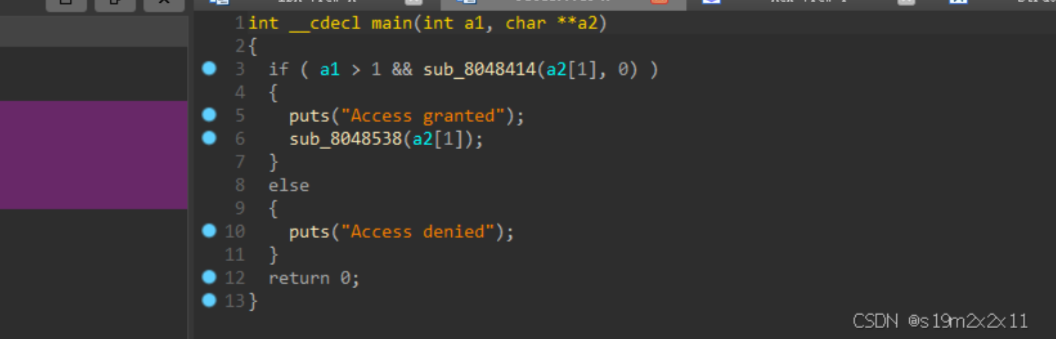 1 int __cdecl main(int a1, char **a2)
2 {
3 if ( a1 > 1 && sub_8048414(a2[1], 0) )
4 {
5 puts("Access granted");
6 sub_8048538(a2[1]);
7 }
8 else
9 {
10 puts("Access denied");
11 }
12 return 0;
13 }
CSDN @s19m2x2x11